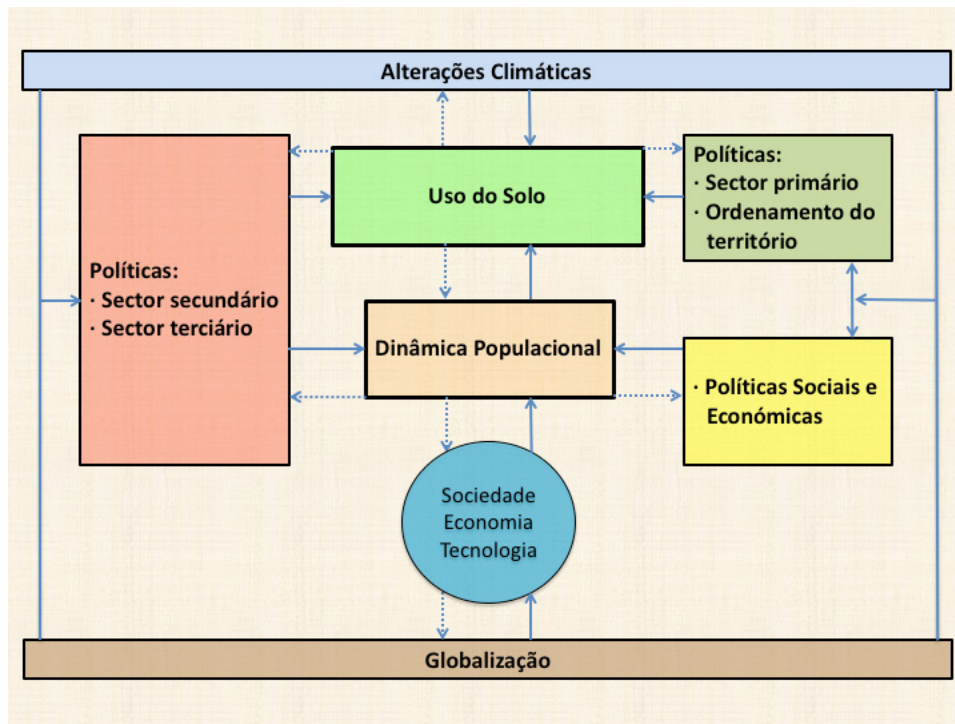 Alterações Climáticas
Uso do Solo
Políticas:
· Sector primário
· Ordenamento do
território
Políticas:
· Sector secundário
· Sector terciário
Dinâmica Populacional
· Políticas Sociais e
Económicas
Sociedade
Economia
Tecnologia
Globalização